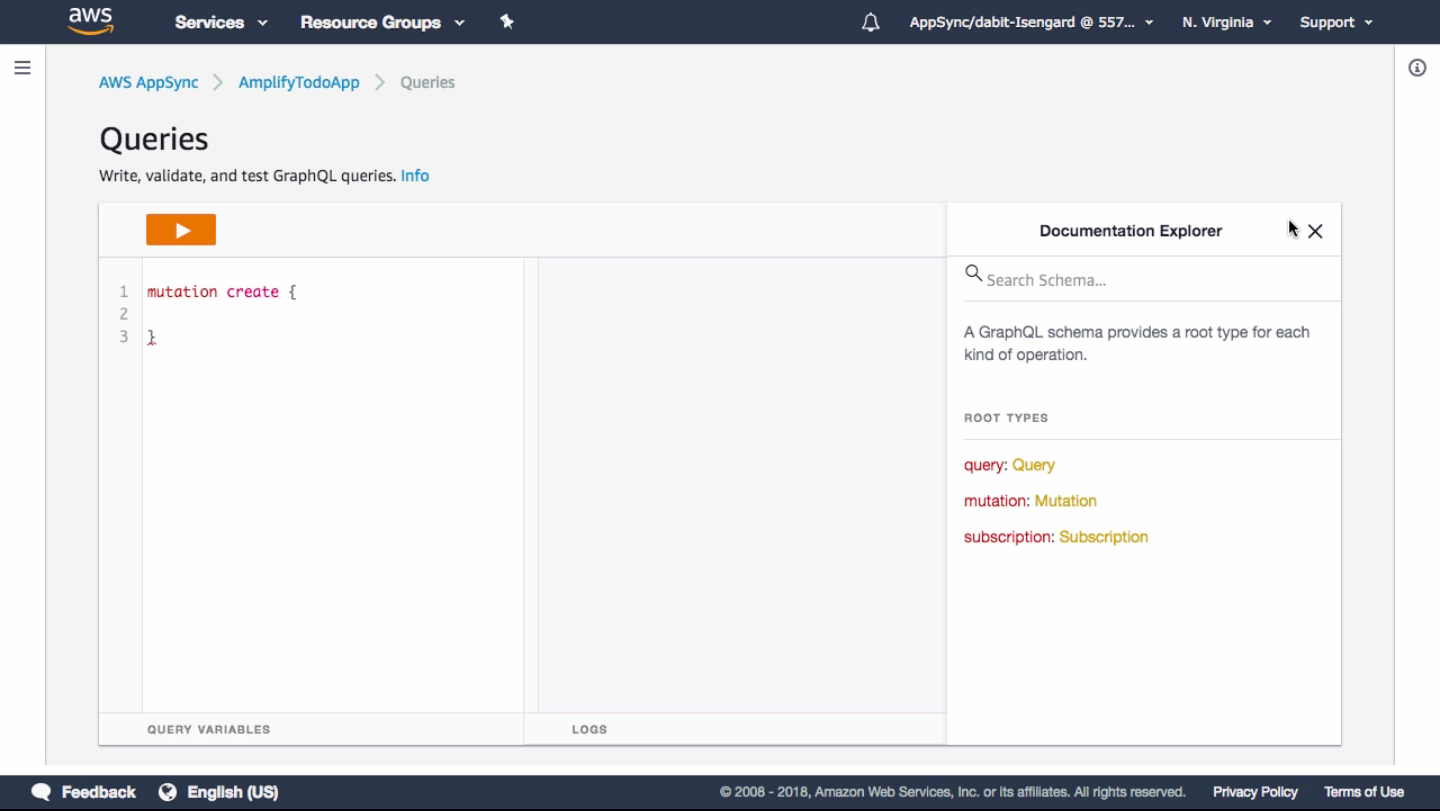 aws Services Resource Groups AppSync/dabit-Isengard @ 557... N. Virginia Support
AWS AppSync > AmplifyTodoApp > Queries
Queries
Write, validate, and test GraphQL queries. Info
Documentation Explorer
Search Schema...
1 mutation create {
2
3 }
A GraphQL schema provides a root type for each
kind of operation.
ROOT TYPES
query: Query
mutation: Mutation
subscription: Subscription
QUERY VARIABLES
LOGS
Feedback English (US) © 2008 - 2018, Amazon Web Services, Inc. or its affiliates. All rights reserved. Privacy Policy Terms of Use